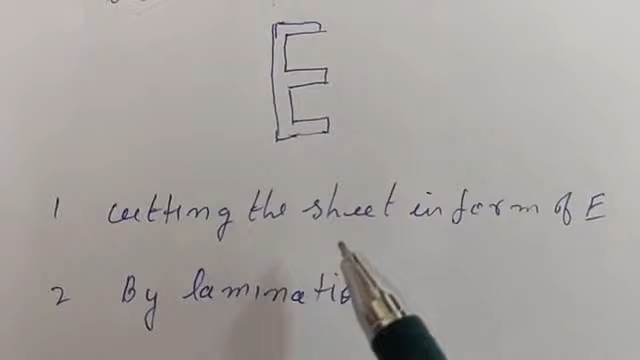 E
1 cutting the sheet in form of E
2 By laminatio